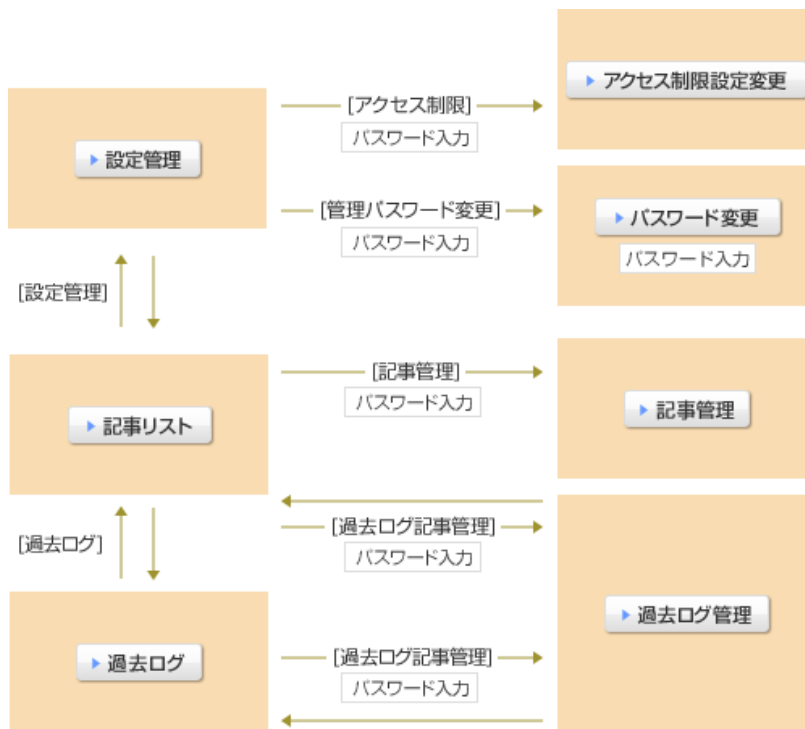 アクセス制限設定変更
[アクセス制限]
パスワード入力
設定管理
[管理パスワード変更]
パスワード入力
パスワード変更
パスワード入力
[設定管理]
[記事管理]
パスワード入力
記事管理
記事リスト
[過去ログ記事管理]
パスワード入力
[過去ログ]
過去ログ管理
[過去ログ記事管理]
パスワード入力
過去ログ